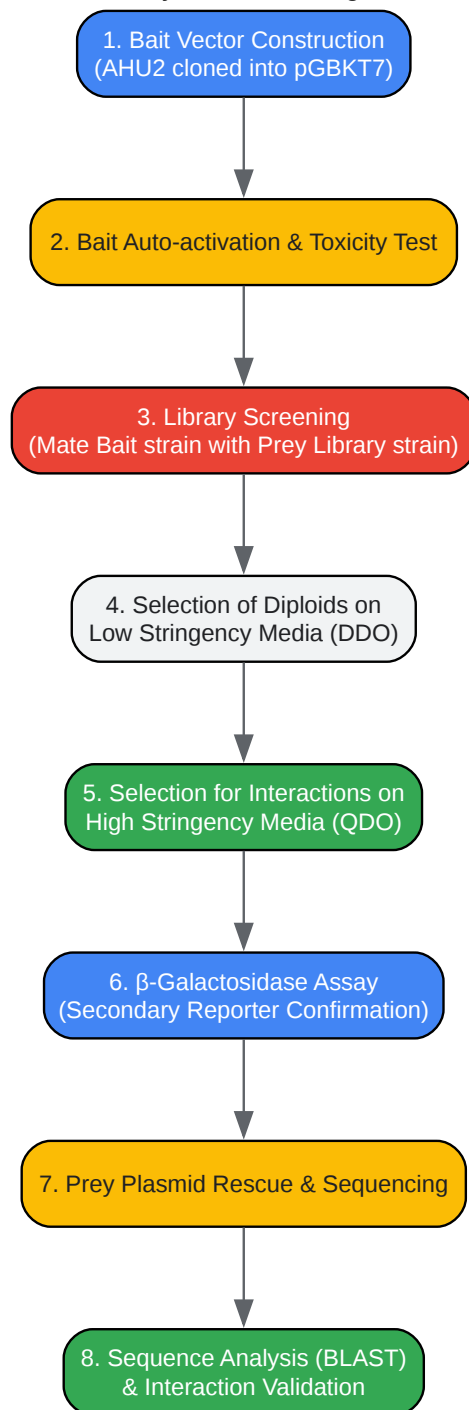 1. Bait Vector Construction
(AHU2 cloned into pGBKT7)
2. Bait Auto-activation & Toxicity Test
3. Library Screening
(Mate Bait strain with Prey Library strain)
4. Selection of Diploids on
Low Stringency Media (DDO)
5. Selection for Interactions on
High Stringency Media (QDO)
6. β-Galactosidase Assay
(Secondary Reporter Confirmation)
7. Prey Plasmid Rescue & Sequencing
8. Sequence Analysis (BLAST)
& Interaction Validation